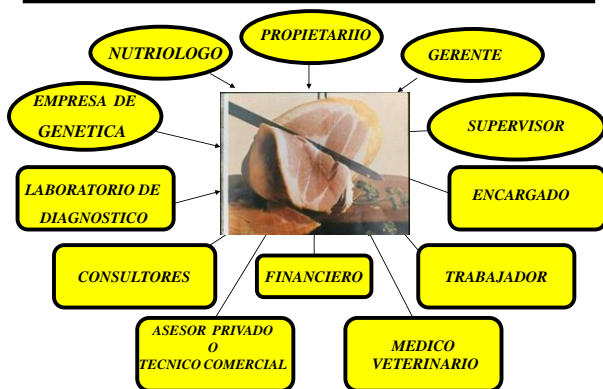 PROPIETARIIO
NUTRIOLOGO
GERENTE
EMPRESA DE
GENETICA
SUPERVISOR
LABORATORIO DE
DIAGNOSTICO
ENCARGADO
CONSULTORES
FINANCIERO
TRABAJADOR
ASESOR PRIVADO
O
TECNICO COMERCIAL
MEDICO
VETERINARIO